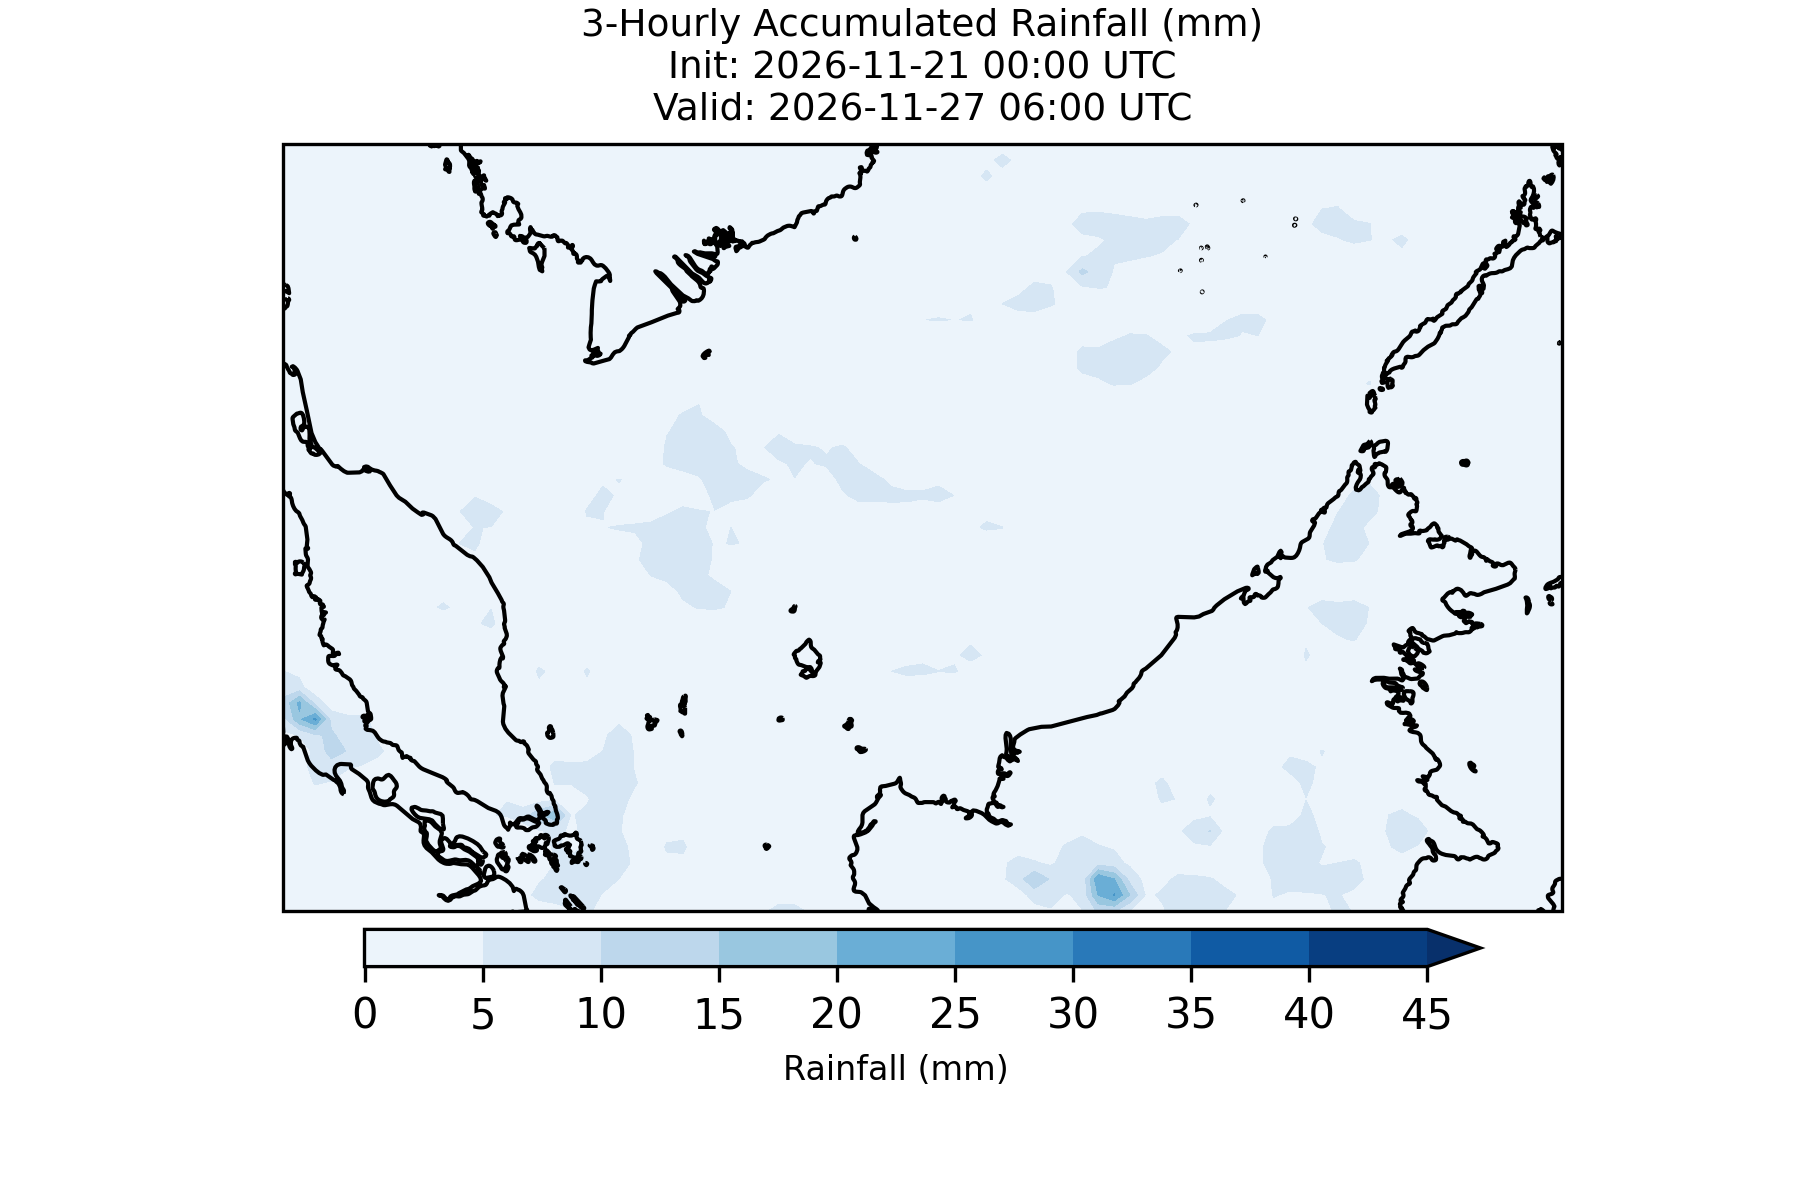 3-Hourly Accumulated Rainfall (mm)
Init: 2026-11-21 00:00 UTC
Valid: 2026-11-27 06:00 UTC
0 5 10 15 20 25 30 35 40 45
Rainfall (mm)